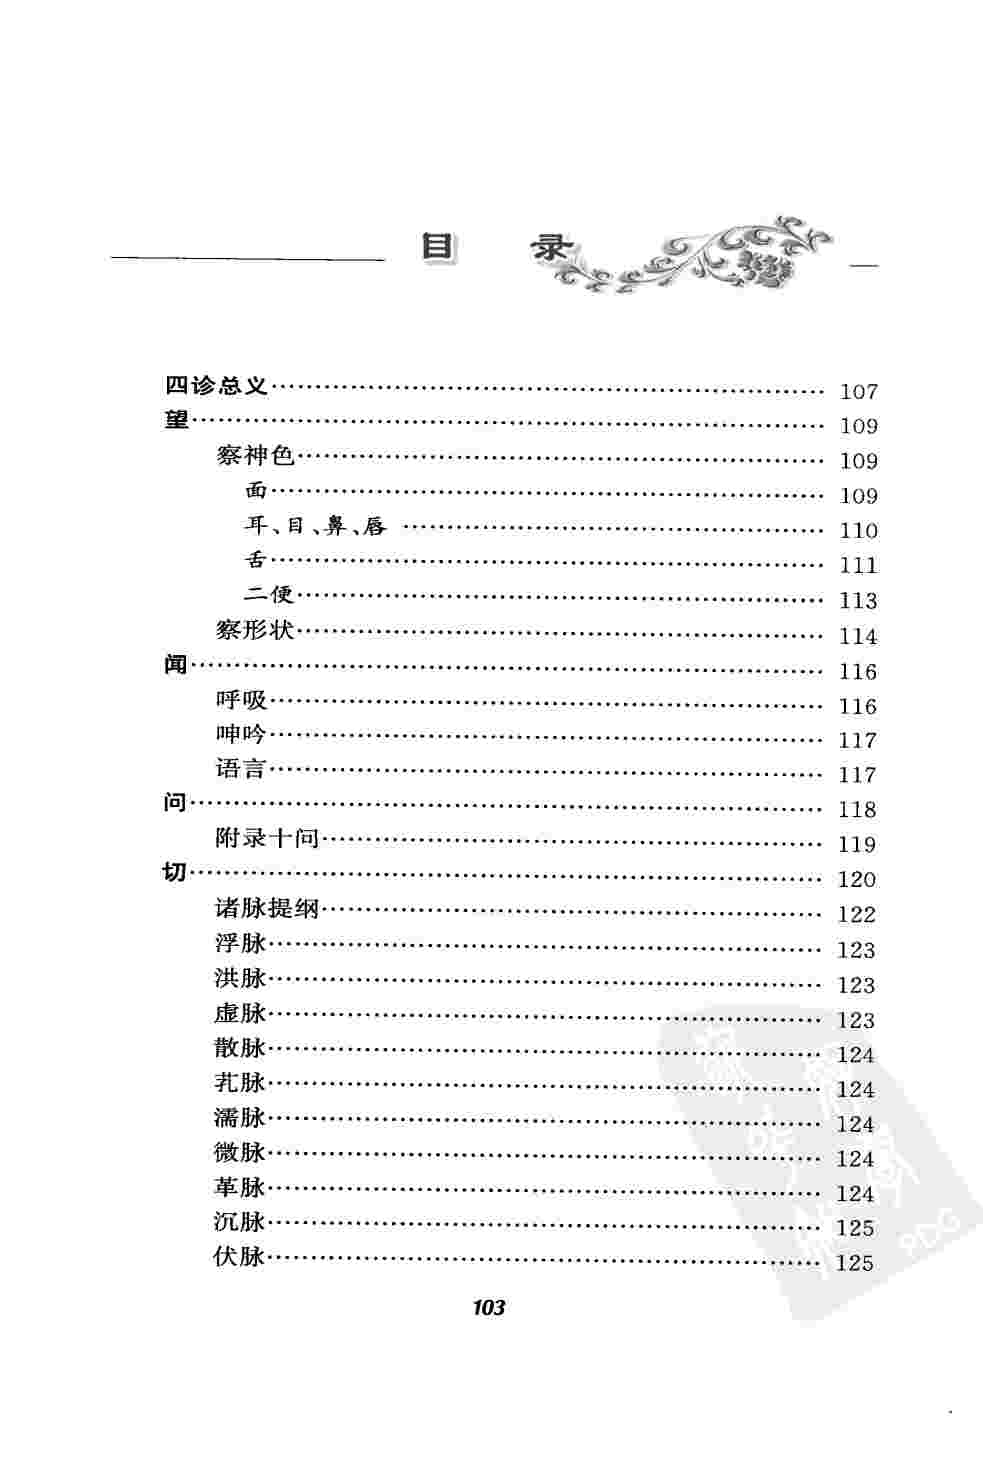 目 录
四诊总义…………………………………………………… 107
望…………………………………………………… 109
察神色…………………………………………………… 109
面…………………………………………………… 109
耳、目、鼻、唇 …………………………………………………… 110
舌…………………………………………………… 111
二便…………………………………………………… 113
察形状…………………………………………………… 114
闻…………………………………………………… 116
呼吸…………………………………………………… 116
呻吟…………………………………………………… 117
语言…………………………………………………… 117
问…………………………………………………… 118
附录十问…………………………………………………… 119
切…………………………………………………… 120
诸脉提纲…………………………………………………… 122
浮脉…………………………………………………… 123
洪脉…………………………………………………… 123
虚脉…………………………………………………… 123
散脉…………………………………………………… 124
芤脉…………………………………………………… 124
濡脉…………………………………………………… 124
微脉…………………………………………………… 124
革脉…………………………………………………… 124
沉脉…………………………………………………… 125
伏脉…………………………………………………… 125
PDG
103